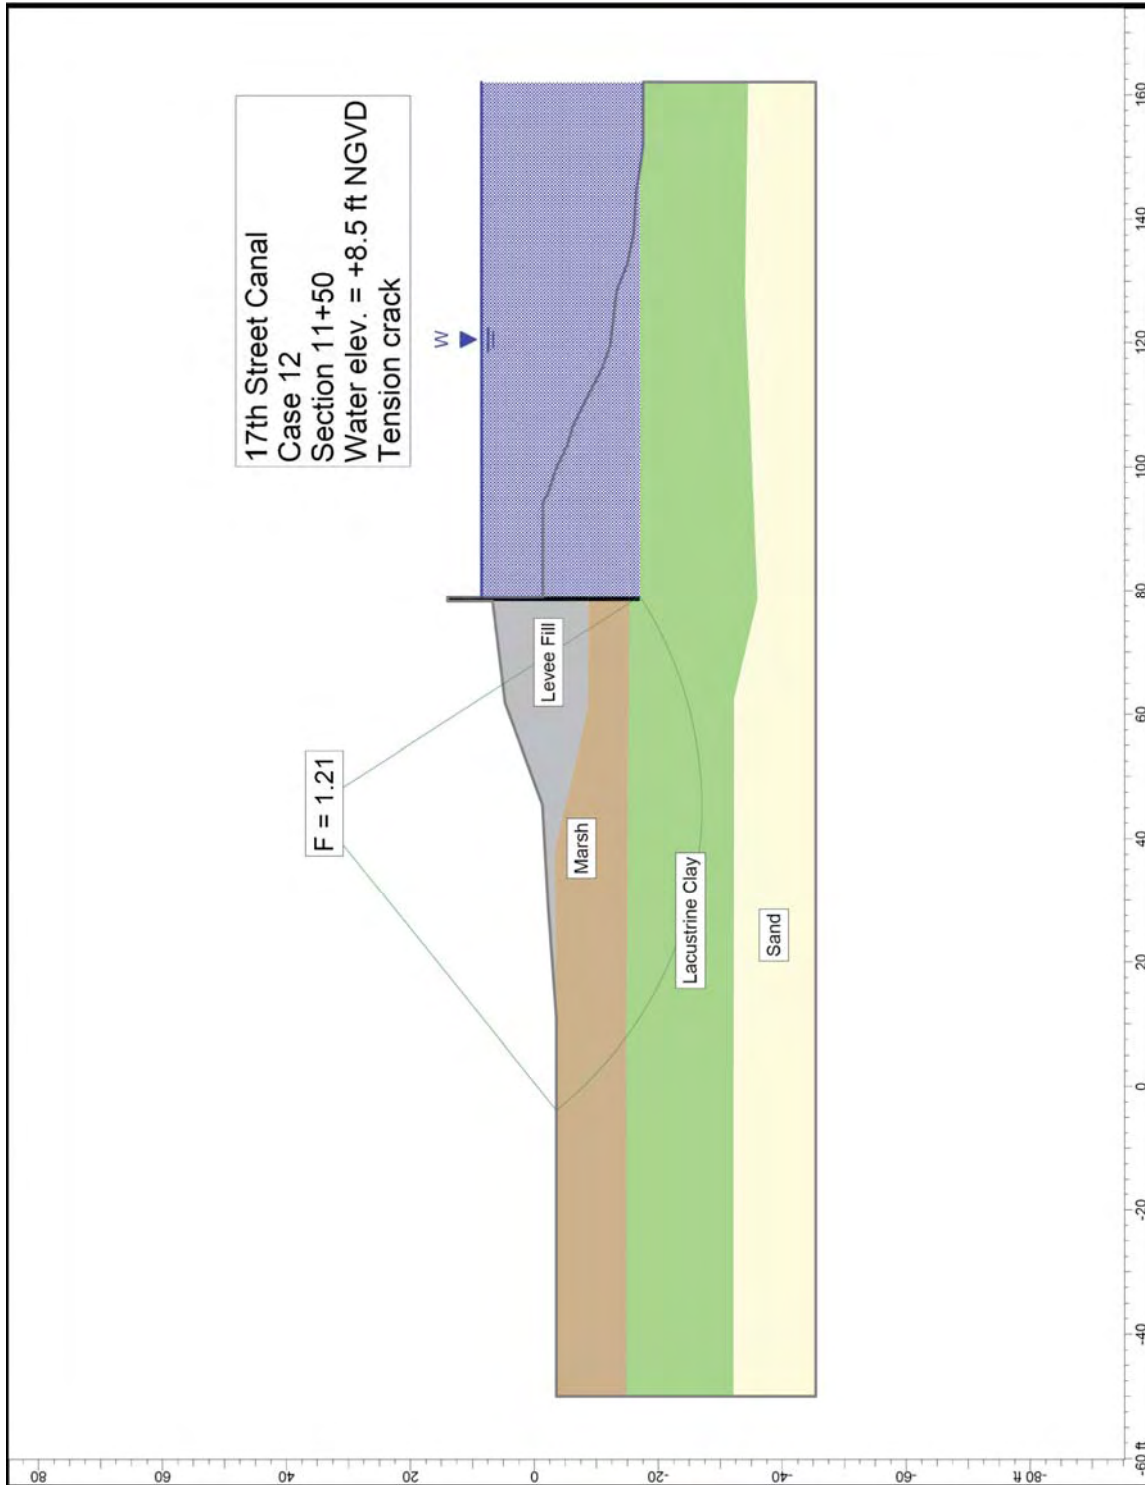 17th Street Canal
Case 12
Section 11+50
Water elev. = +8.5 ft NGVD
Tension crack
W
F = 1.21
Levee Fill
Marsh
Lacustrine Clay
Sand
80
60
40
20
0
-20
-40
-60
-80 ft
-60 ft
-40
-20
0
20
40
60
80
100
120
140
160